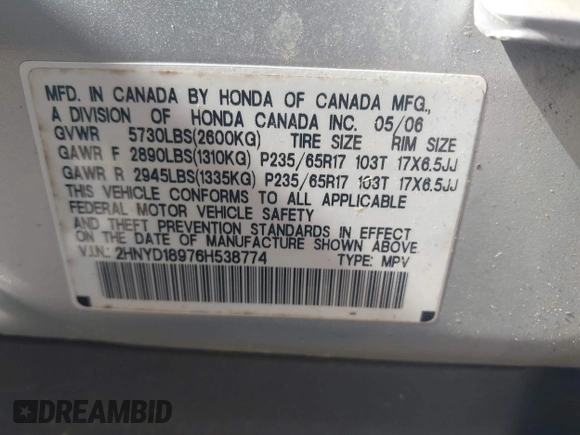 MFD. IN CANADA BY HONDA OF CANADA MFG.,
A DIVISION OF HONDA CANADA INC. 05/06
GVWR 5730LBS(2600KG) TIRE SIZE RIM SIZE
GAWR F 2890LBS(1310KG) P235/65R17 103T 17X6.5JJ
GAWR R 2945LBS(1335KG) P235/65R17 103T 17X6.5JJ
THIS VEHICLE CONFORMS TO ALL APPLICABLE
FEDERAL MOTOR VEHICLE SAFETY
AND THEFT PREVENTION STANDARDS IN EFFECT
ON THE DATE OF MANUFACTURE SHOWN ABOVE.
V.I.N.: 2HNYD18976H538774 TYPE: MPV
DREAMBID